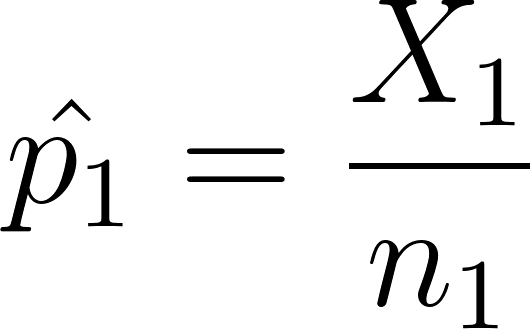 p̂₁ = X₁/n₁